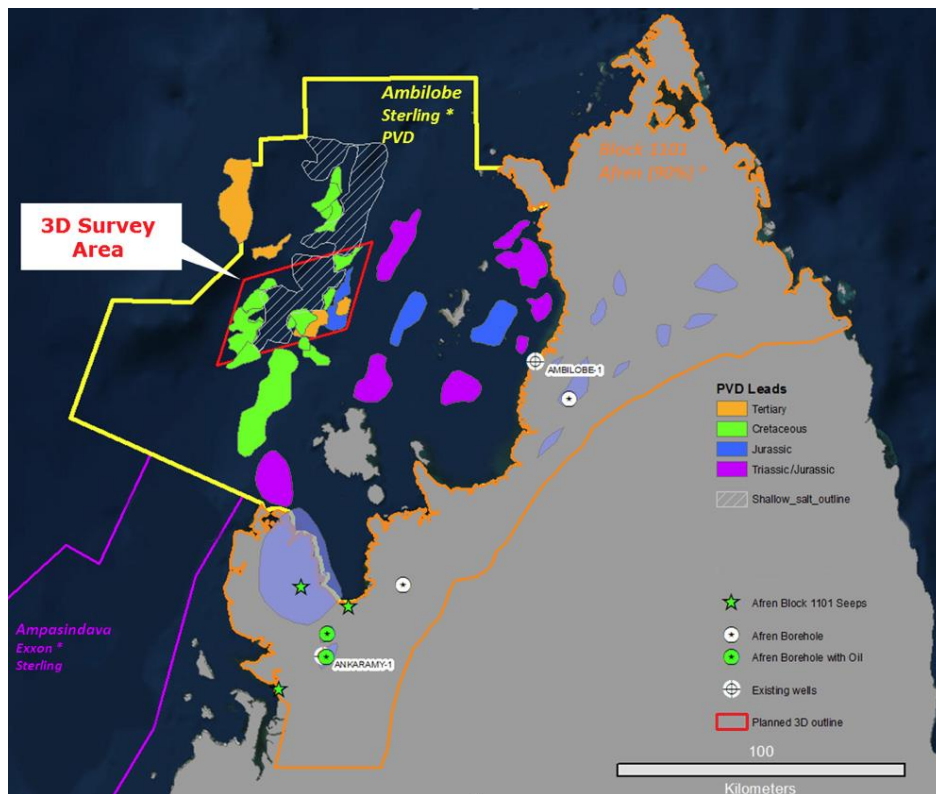 Ambilobe
Sterling *
PVD
Block 1101
Afren (90%) ^
3D Survey
Area
AMBILOBE-1
PVD Leads
Tertiary
Cretaceous
Jurassic
Triassic/Jurassic
Shallow_salt_outline
Afren Block 1101 Seeps
Afren Borehole
Afren Borehole with Oil
Existing wells
Planned 3D outline
ANKARAMY-1
Ampasindava
Exxon *
Sterling
100
Kilometers